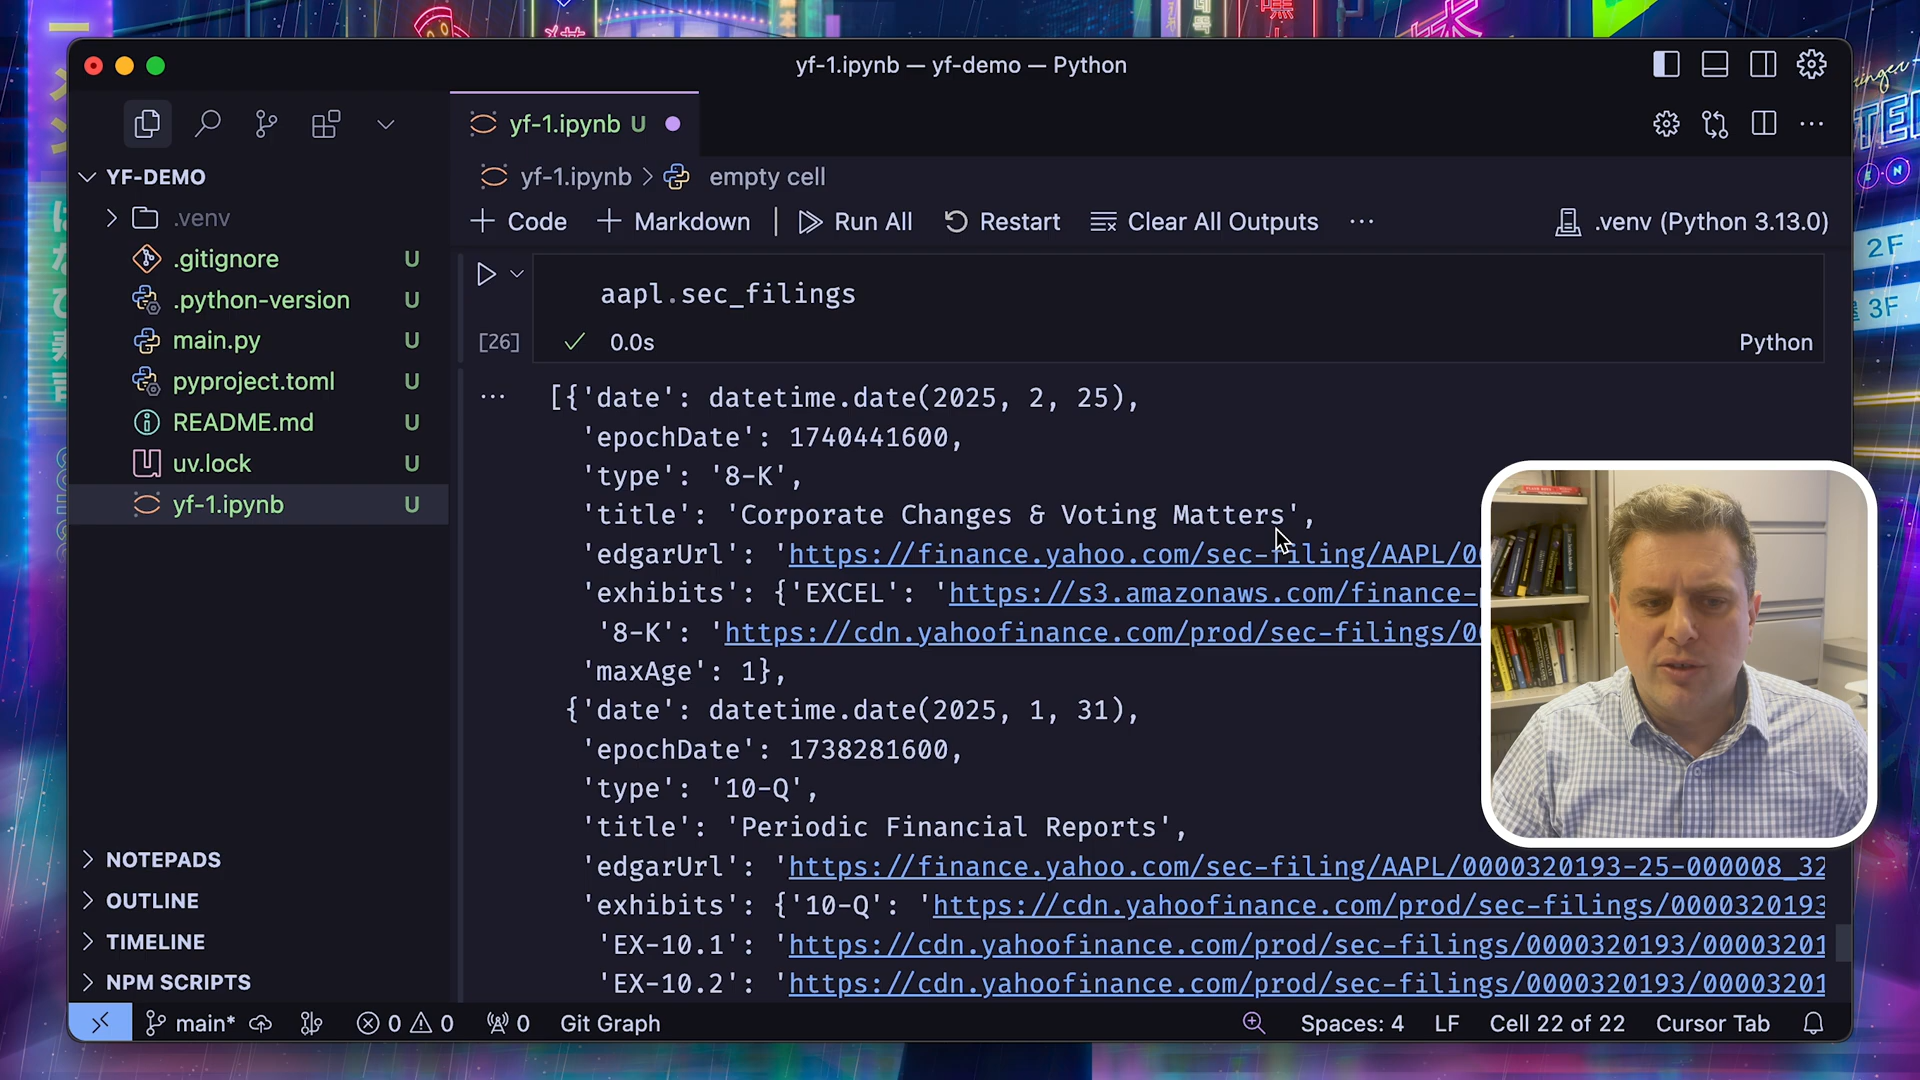 yf-1.ipynb — yf-demo — Python
yf-1.ipynb U
YF-DEMO
yf-1.ipynb > empty cell
.venv
+ Code + Markdown | Run All Restart Clear All Outputs ··· .venv (Python 3.13.0)
.gitignore U
.python-version U
main.py U
pyproject.toml U
README.md U
uv.lock U
yf-1.ipynb U
NOTEPADS
OUTLINE
TIMELINE
NPM SCRIPTS
aapl.sec_filings
[26] 0.0s Python
[{'date': datetime.date(2025, 2, 25),
'epochDate': 1740441600,
'type': '8-K',
'title': 'Corporate Changes & Voting Matters',
'edgarUrl': 'https://finance.yahoo.com/sec-filing/AAPL/0
'exhibits': {'EXCEL': 'https://s3.amazonaws.com/finance-
'8-K': 'https://cdn.yahoofinance.com/prod/sec-filings/0
'maxAge': 1},
{'date': datetime.date(2025, 1, 31),
'epochDate': 1738281600,
'type': '10-Q',
'title': 'Periodic Financial Reports',
'edgarUrl': 'https://finance.yahoo.com/sec-filing/AAPL/0000320193-25-000008_32
'exhibits': {'10-Q': 'https://cdn.yahoofinance.com/prod/sec-filings/0000320193
'EX-10.1': 'https://cdn.yahoofinance.com/prod/sec-filings/0000320193/00003201
'EX-10.2': 'https://cdn.yahoofinance.com/prod/sec-filings/0000320193/00003201
main* 0 0 0 Git Graph Spaces: 4 LF Cell 22 of 22 Cursor Tab
2F
3F